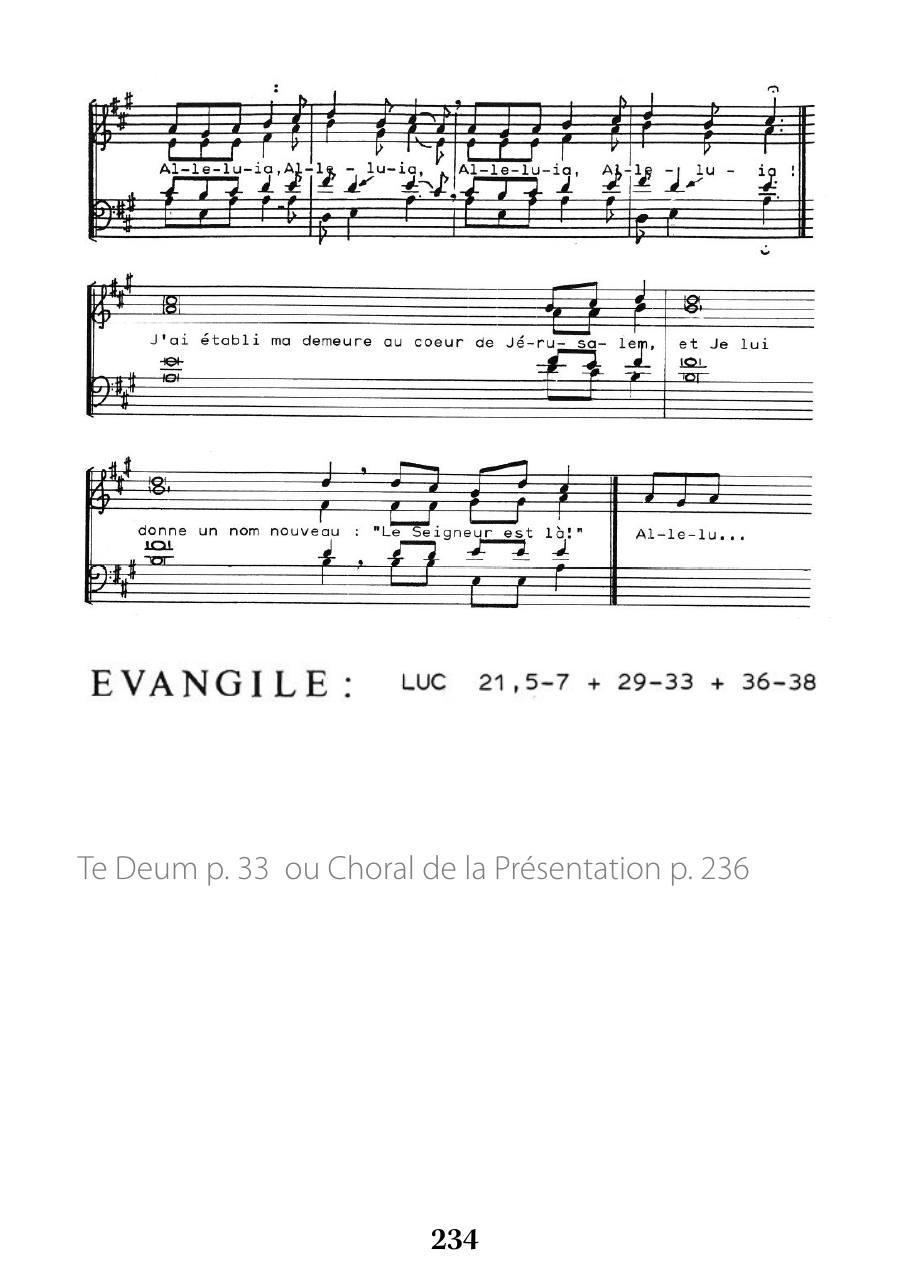 Al-le-lu-ia,Al-le - lu-ia, Al-le-lu-ia, Al-le - lu - ia !
J'ai établi ma demeure au coeur de Jé-ru- sa- lem, et Je lui
donne un nom nouveau : "Le Seigneur est là!" Al-le-lu...
EVANGILE : LUC 21,5-7 + 29-33 + 36-38
Te Deum p. 33 ou Choral de la Présentation p. 236
234